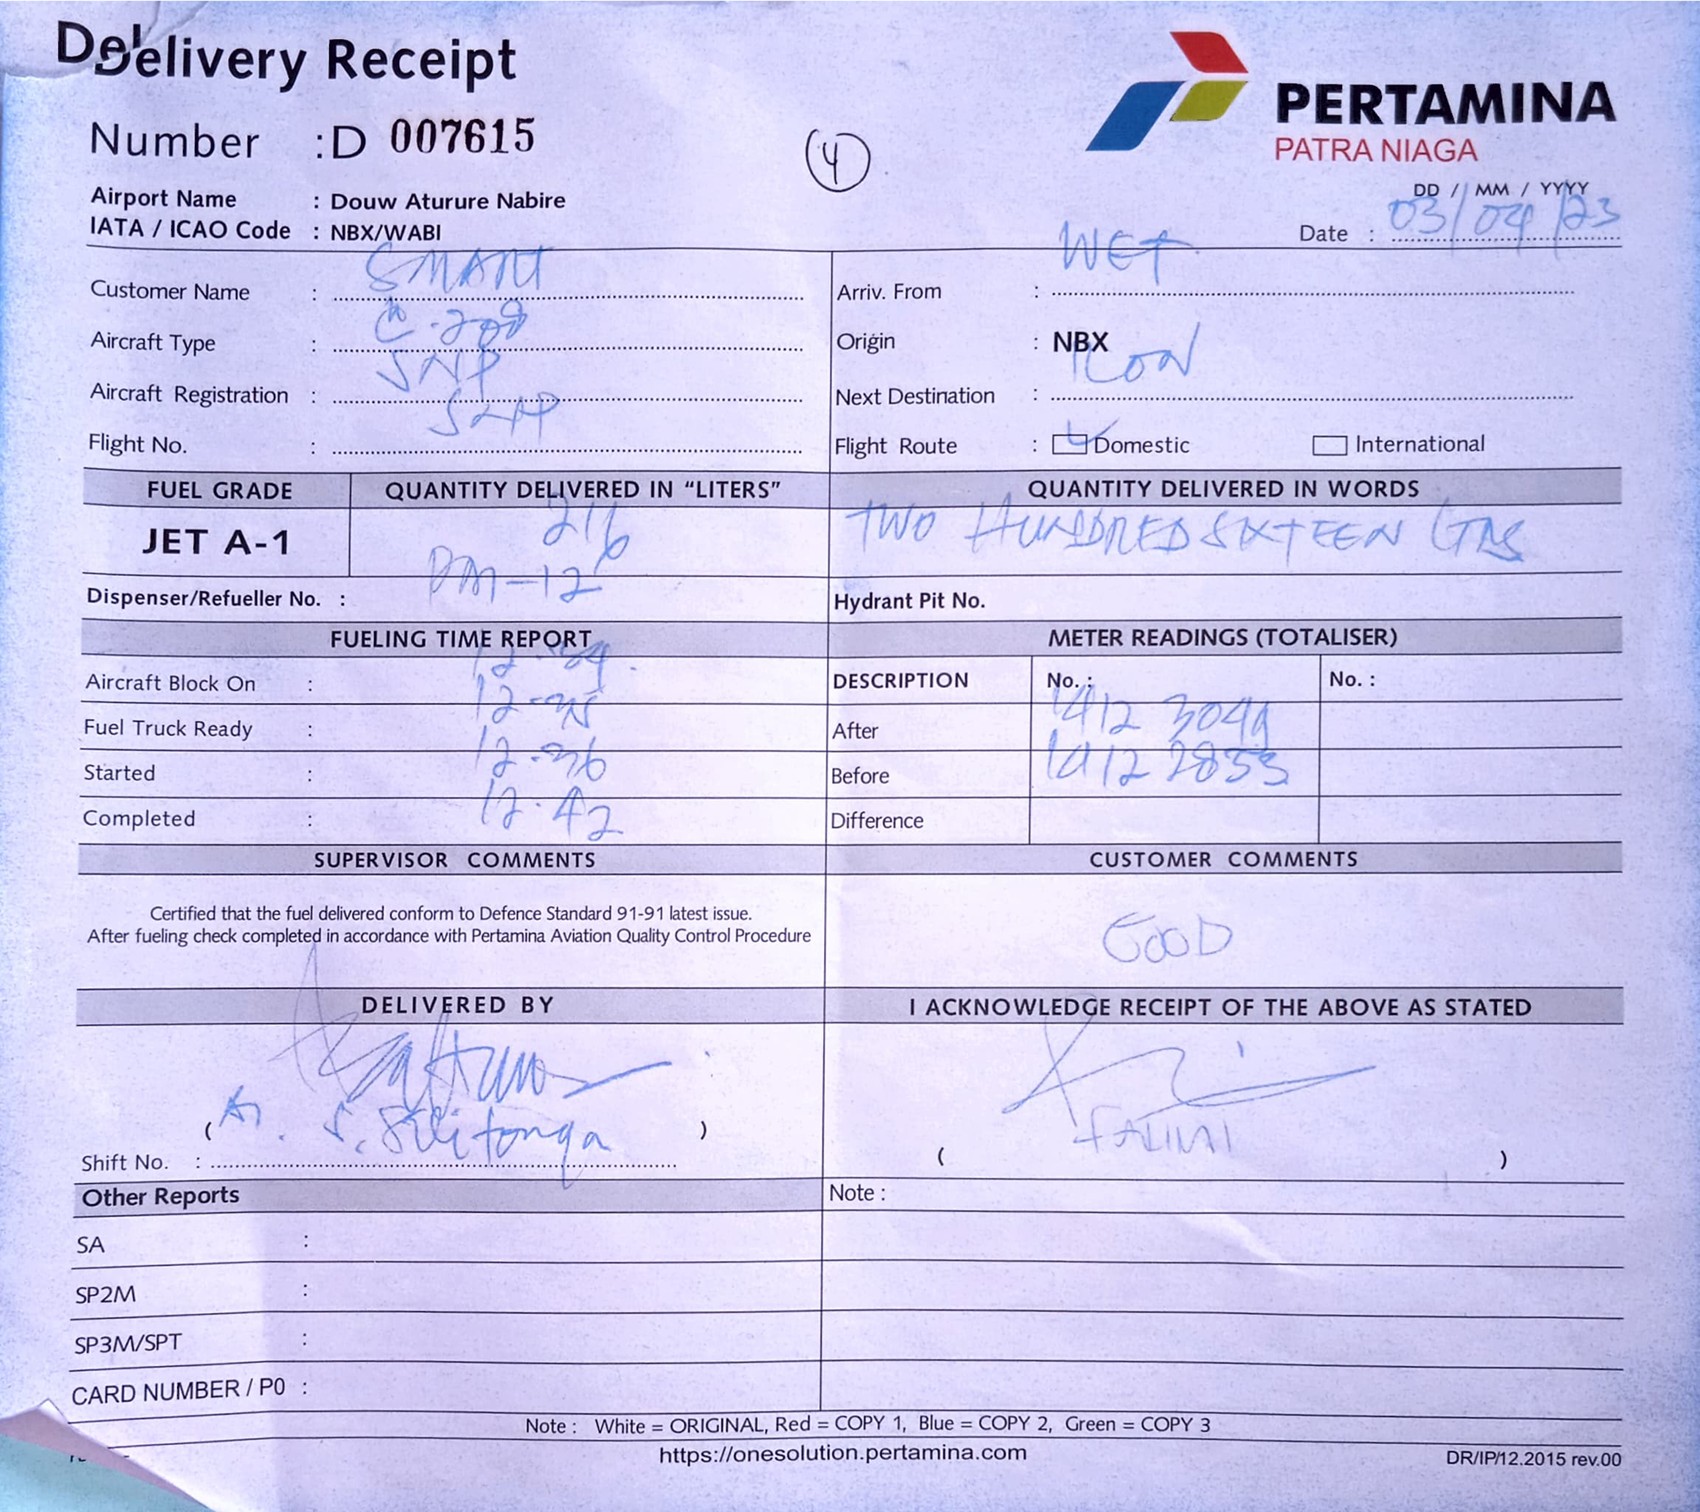 Delivery Receipt
PERTAMINA
PATRA NIAGA
Number : D 007615
4
Airport Name : Douw Aturure Nabire
IATA / ICAO Code : NBX/WABI
DD / MM / YYYY
Date : 03/04/23
Customer Name : SMART
Arriv. From : WET
Aircraft Type : C-208
Origin : NBX
Aircraft Registration : SNP
Next Destination :
Flight No. :
Flight Route : Domestic International
FUEL GRADE QUANTITY DELIVERED IN “LITERS” QUANTITY DELIVERED IN WORDS
JET A-1 216 TWO HUNDRED SIXTEEN LTRS
Dispenser/Refueller No. :
Hydrant Pit No.
FUELING TIME REPORT METER READINGS (TOTALISER)
Aircraft Block On : 12.34
DESCRIPTION No. : No. :
Fuel Truck Ready : 12-35
After 1412 3049
Started : 12-36
Before 1412 2833
Completed : 12.42
Difference
SUPERVISOR COMMENTS CUSTOMER COMMENTS
Certified that the fuel delivered conform to Defence Standard 91-91 latest issue.
After fueling check completed in accordance with Pertamina Aviation Quality Control Procedure
GOOD
DELIVERED BY I ACKNOWLEDGE RECEIPT OF THE ABOVE AS STATED
( )
Shift No. :
( )
Other Reports Note :
SA :
SP2M :
SP3M/SPT :
CARD NUMBER / P0 :
Note : White = ORIGINAL, Red = COPY 1, Blue = COPY 2, Green = COPY 3
https://onesolution.pertamina.com
DR/IP/12.2015 rev.00